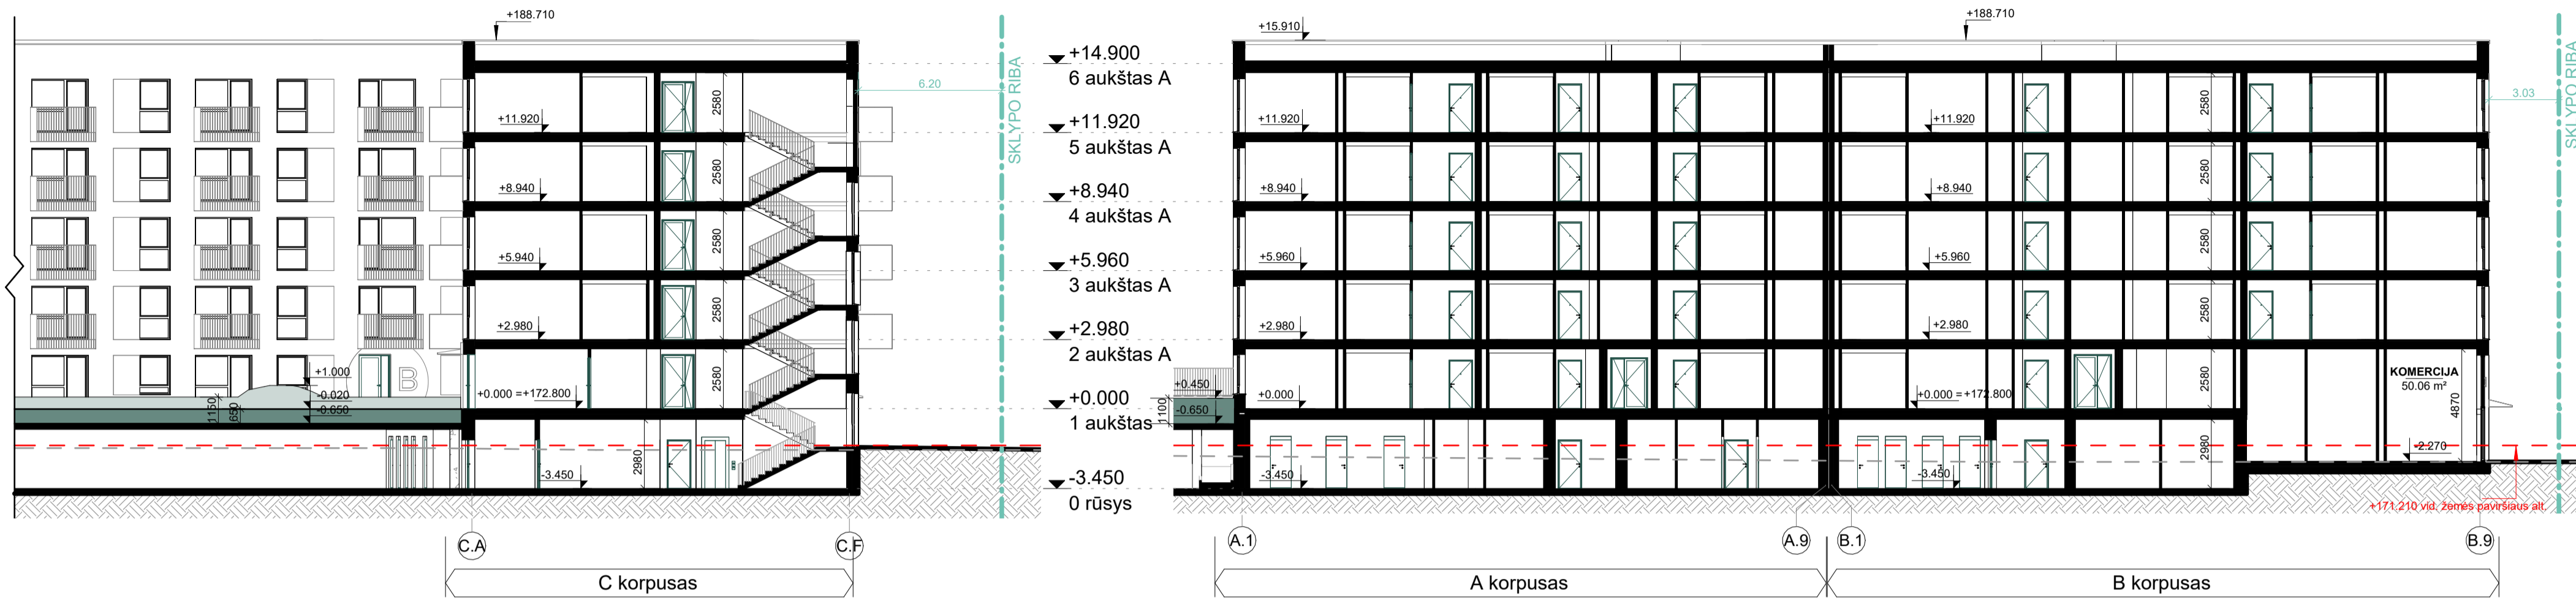 +188.710
+11.920
+8.940
+5.940
+2.980
+0.000 =+172.800
-3.450
2580
2580
2580
2580
2580
2980
+1.000
-0.020
-0.650
1150
650
B
6.20
SKLYPO RIBA
C.A
C.F
C korpusas
+14.900
6 aukštas A
+11.920
5 aukštas A
+8.940
4 aukštas A
+5.960
3 aukštas A
+2.980
2 aukštas A
+0.000
1 aukštas
-3.450
0 rūsys
+15.910
+11.920
+8.940
+5.960
+2.980
+0.000
-3.450
+0.450
-0.650
1100
+188.710
+11.920
+8.940
+5.960
+2.980
+0.000 =+172.800
-3.450
2580
2580
2580
2580
2580
2980
KOMERCIJA
50.06 m²
4870
-2.270
3.03
SKLYPO RIBA
+171.210 vid. žemės paviršiaus alt.
A.1
A.9
B.1
B.9
A korpusas
B korpusas